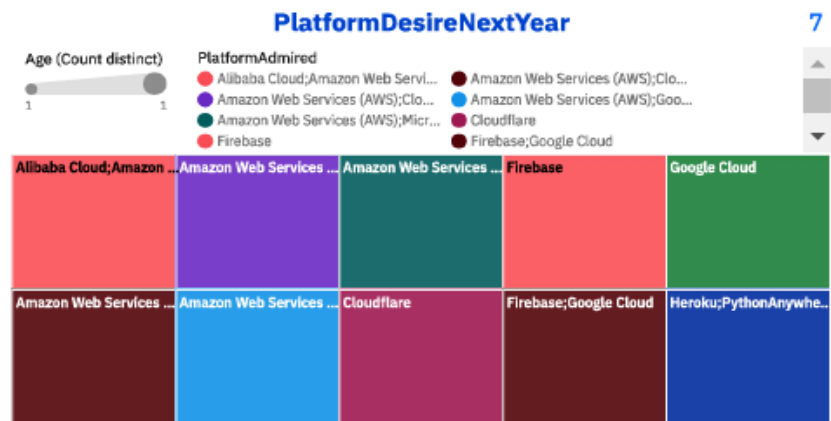 PlatformDesireNextYear
7
Age (Count distinct)
1
1
PlatformAdmired
Alibaba Cloud;Amazon Web Servi...
Amazon Web Services (AWS);Clo...
Amazon Web Services (AWS);Clo...
Amazon Web Services (AWS);Goo...
Amazon Web Services (AWS);Micr...
Cloudflare
Firebase
Firebase;Google Cloud
Alibaba Cloud;Amazon ...
Amazon Web Services ...
Amazon Web Services ...
Firebase
Google Cloud
Amazon Web Services ...
Amazon Web Services ...
Cloudflare
Firebase;Google Cloud
Heroku;PythonAnywhe...